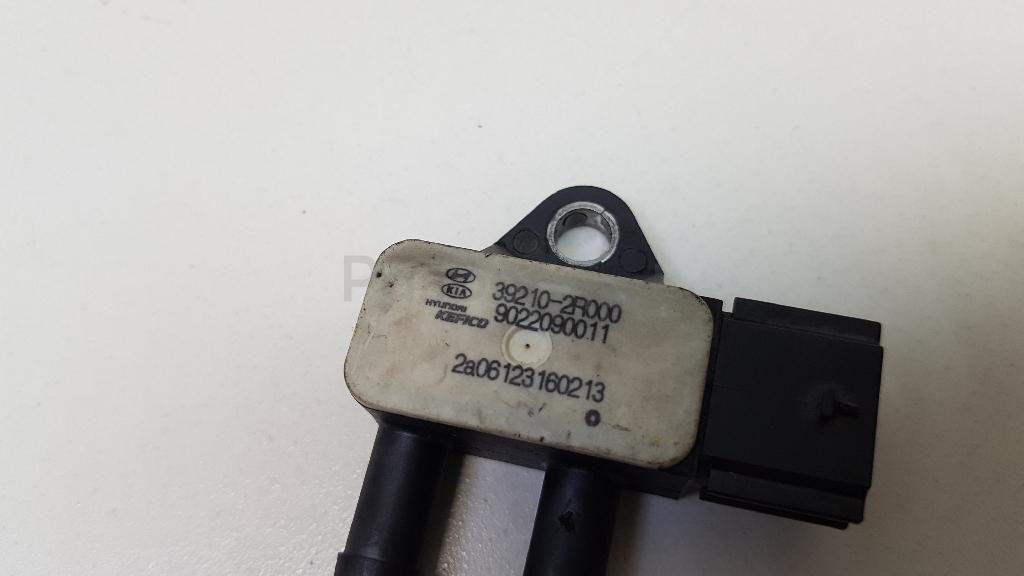 KIA
HYUNDAI
KEFICO
39210-2R000
9022090011
2a06123160213